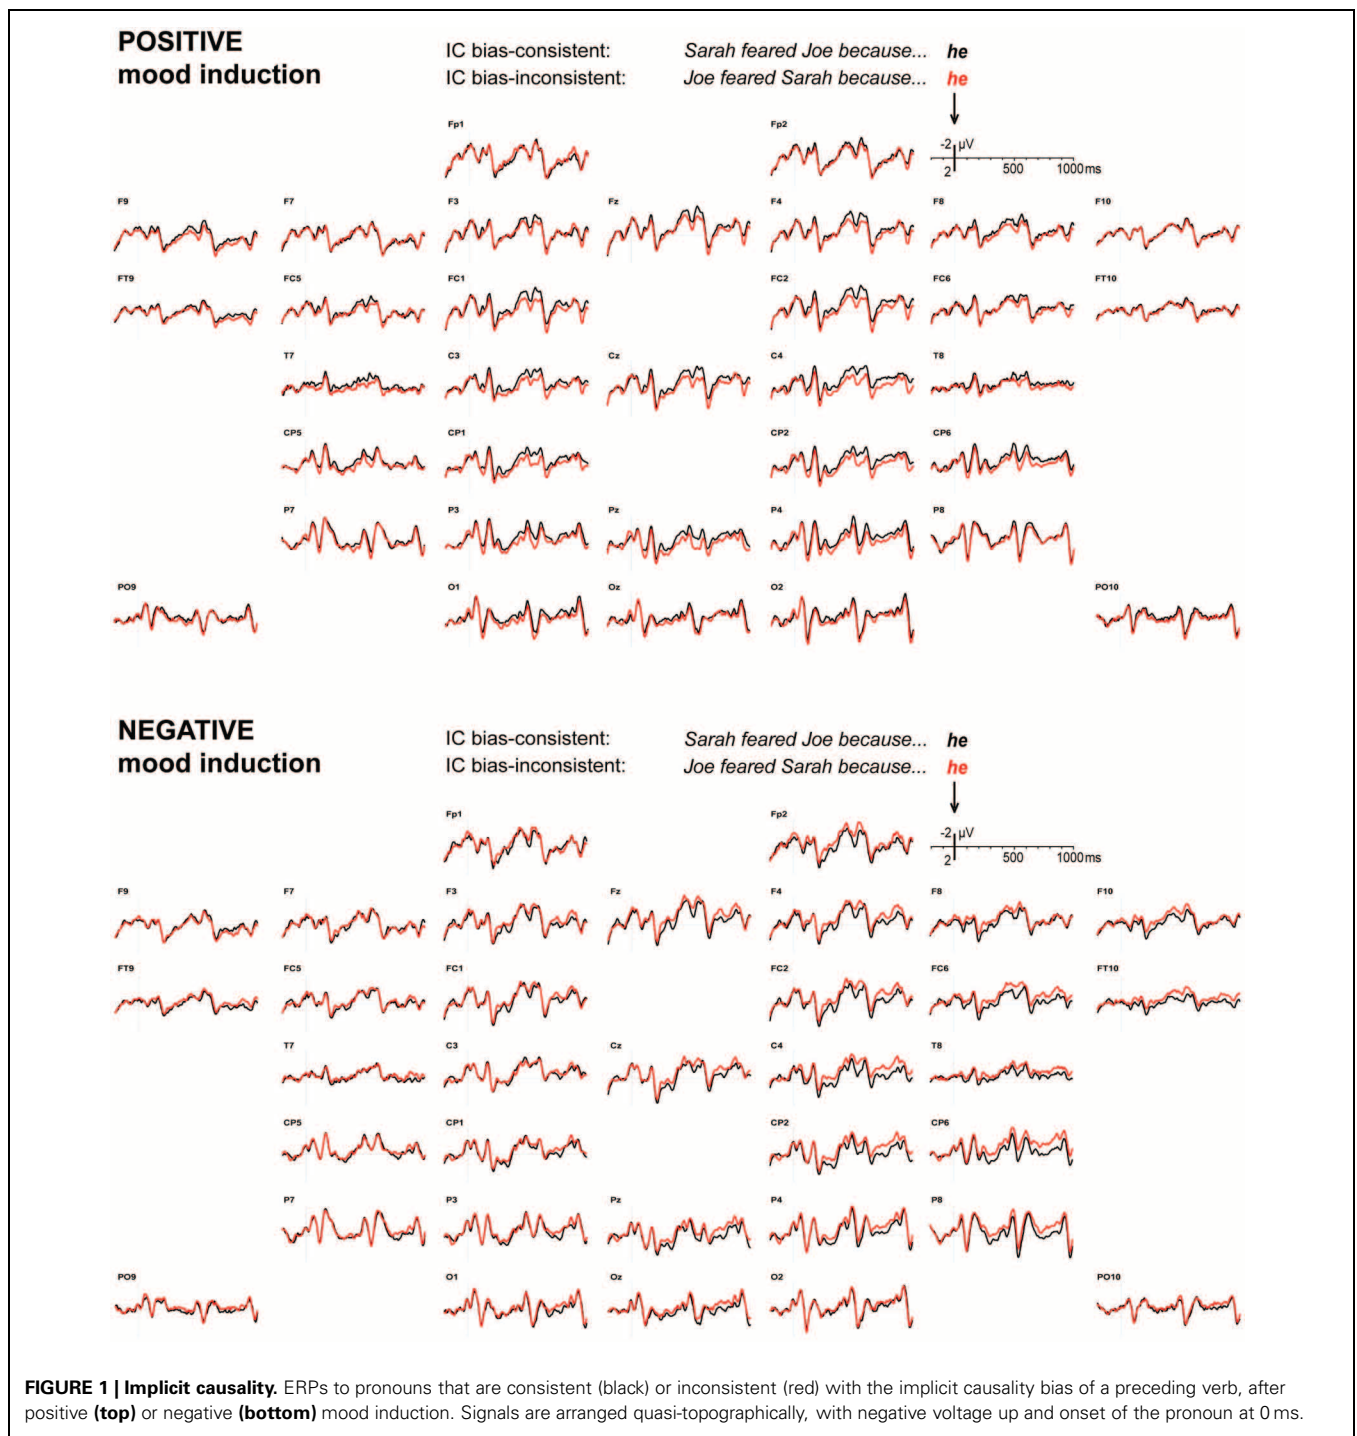 POSITIVE
mood induction
IC bias-consistent: Sarah feared Joe because... he
IC bias-inconsistent: Joe feared Sarah because... he
Fp1 Fp2
-2 µV
2 500 1000ms
F9 F7 F3 Fz F4 F8 F10
FT9 FC5 FC1 FC2 FC6 FT10
T7 C3 Cz C4 T8
CP5 CP1 CP2 CP6
P7 P3 Pz P4 P8
PO9 O1 Oz O2 PO10
NEGATIVE
mood induction
IC bias-consistent: Sarah feared Joe because... he
IC bias-inconsistent: Joe feared Sarah because... he
Fp1 Fp2
-2 µV
2 500 1000ms
F9 F7 F3 Fz F4 F8 F10
FT9 FC5 FC1 FC2 FC6 FT10
T7 C3 Cz C4 T8
CP5 CP1 CP2 CP6
P7 P3 Pz P4 P8
PO9 O1 Oz O2 PO10
FIGURE 1 | Implicit causality. ERPs to pronouns that are consistent (black) or inconsistent (red) with the implicit causality bias of a preceding verb, after
positive (top) or negative (bottom) mood induction. Signals are arranged quasi-topographically, with negative voltage up and onset of the pronoun at 0 ms.